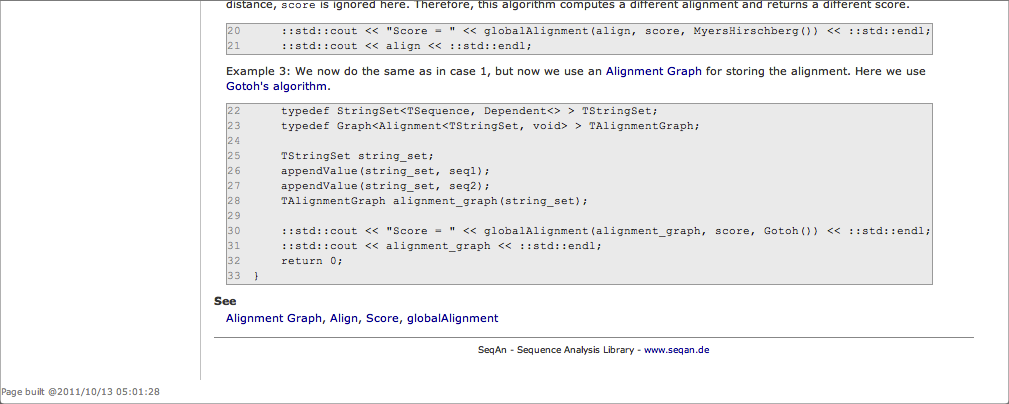 distance, score is ignored here. Therefore, this algorithm computes a different alignment and returns a different score.
20 ::std::cout << "Score = " << globalAlignment(align, score, MyersHirschberg()) << ::std::endl;
21 ::std::cout << align << ::std::endl;
Example 3: We now do the same as in case 1, but now we use an Alignment Graph for storing the alignment. Here we use
Gotoh's algorithm.
22 typedef StringSet<TSequence, Dependent<> > TStringSet;
23 typedef Graph<Alignment<TStringSet, void> > TAlignmentGraph;
24
25 TStringSet string_set;
26 appendValue(string_set, seq1);
27 appendValue(string_set, seq2);
28 TAlignmentGraph alignment_graph(string_set);
29
30 ::std::cout << "Score = " << globalAlignment(alignment_graph, score, Gotoh()) << ::std::endl;
31 ::std::cout << alignment_graph << ::std::endl;
32 return 0;
33 }
See
Alignment Graph, Align, Score, globalAlignment
SeqAn - Sequence Analysis Library - www.seqan.de
Page built @2011/10/13 05:01:28